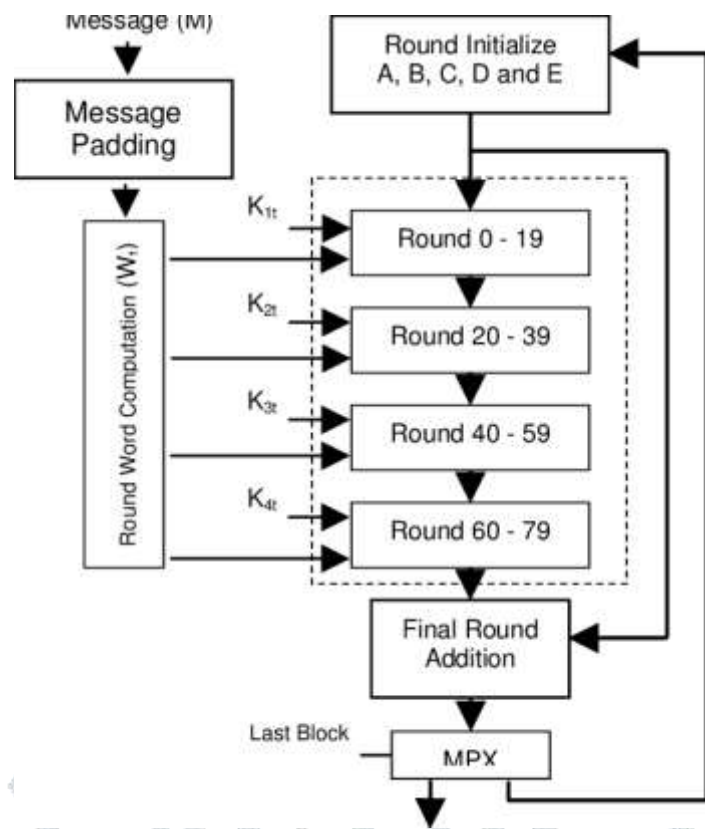 Message (M)
Message
Padding
Round Word Computation (Wt)
Round Initialize
A, B, C, D and E
K1t
Round 0 - 19
K2t
Round 20 - 39
K3t
Round 40 - 59
K4t
Round 60 - 79
Final Round
Addition
Last Block
MPX